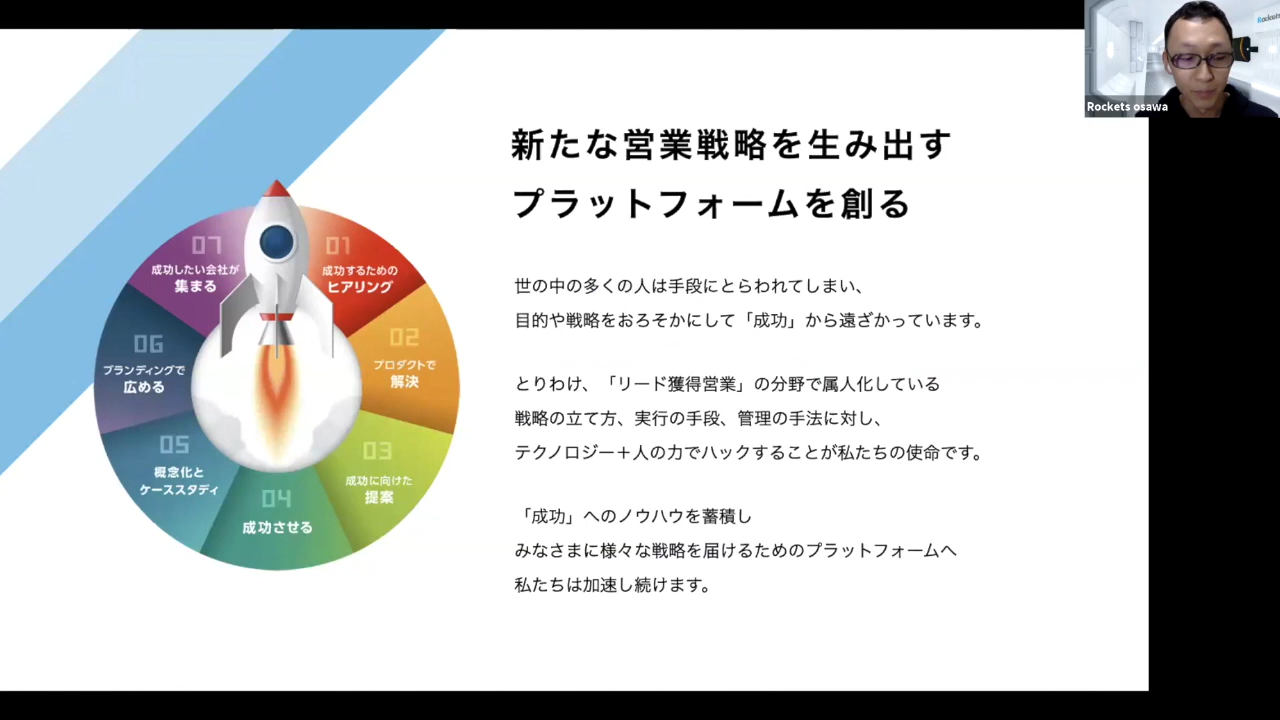 新たな営業戦略を生み出す
プラットフォームを創る
世の中の多くの人は手段にとらわれてしまい、
目的や戦略をおろそかにして「成功」から遠ざかっています。
とりわけ、「リード獲得営業」の分野で属人化している
戦略の立て方、実行の手段、管理の手法に対し、
テクノロジー＋人の力でハックすることが私たちの使命です。
「成功」へのノウハウを蓄積し
みなさまに様々な戦略を届けるためのプラットフォームへ
私たちは加速し続けます。
01
成功するための
ヒアリング
02
プロダクトで
解決
03
成功に向けた
提案
04
成功させる
05
概念化と
ケーススタディ
06
ブランディングで
広める
07
成功したい会社が
集まる
Rockets osawa